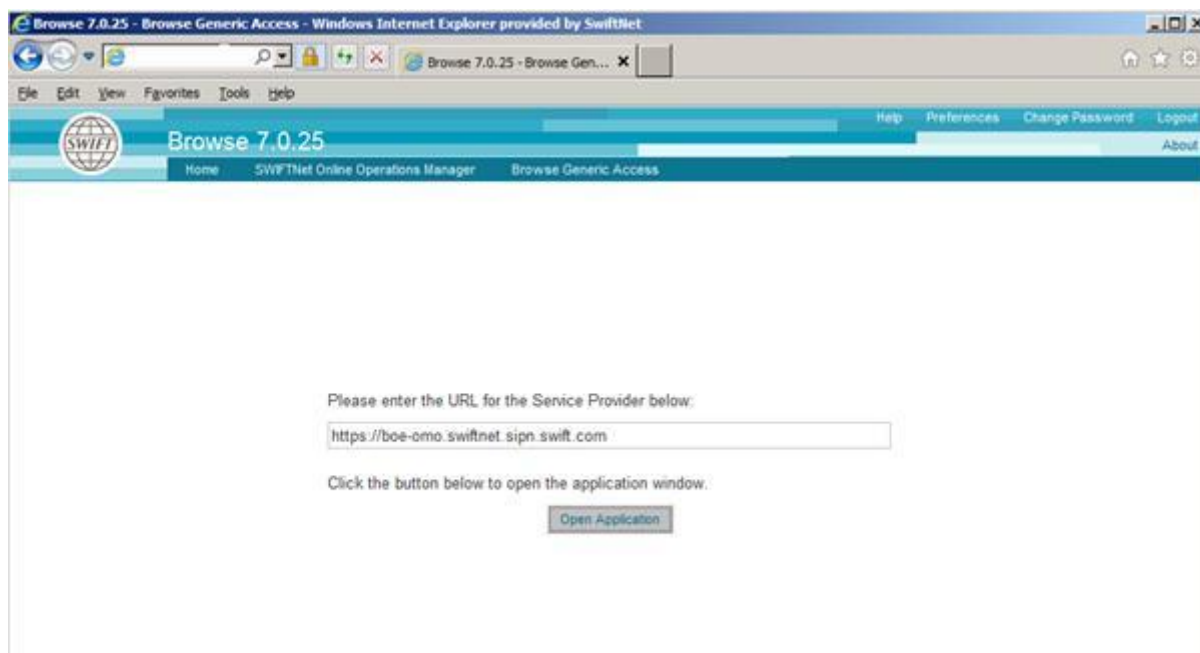 Browse 7.0.25 - Browse Generic Access - Windows Internet Explorer provided by SwiftNet
Browse 7.0.25 - Browse Gen...
File Edit View Favorites Tools Help
Help Preferences Change Password Logout
SWIFT
Browse 7.0.25
About
Home SWIFTNet Online Operations Manager Browse Generic Access
Please enter the URL for the Service Provider below:
https://boe-omo.swiftnet.sipn.swift.com
Click the button below to open the application window.
Open Application